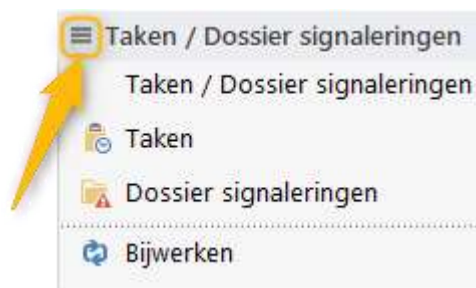 Taken / Dossier signaleringen
Taken / Dossier signaleringen
Taken
Dossier signaleringen
Bijwerken